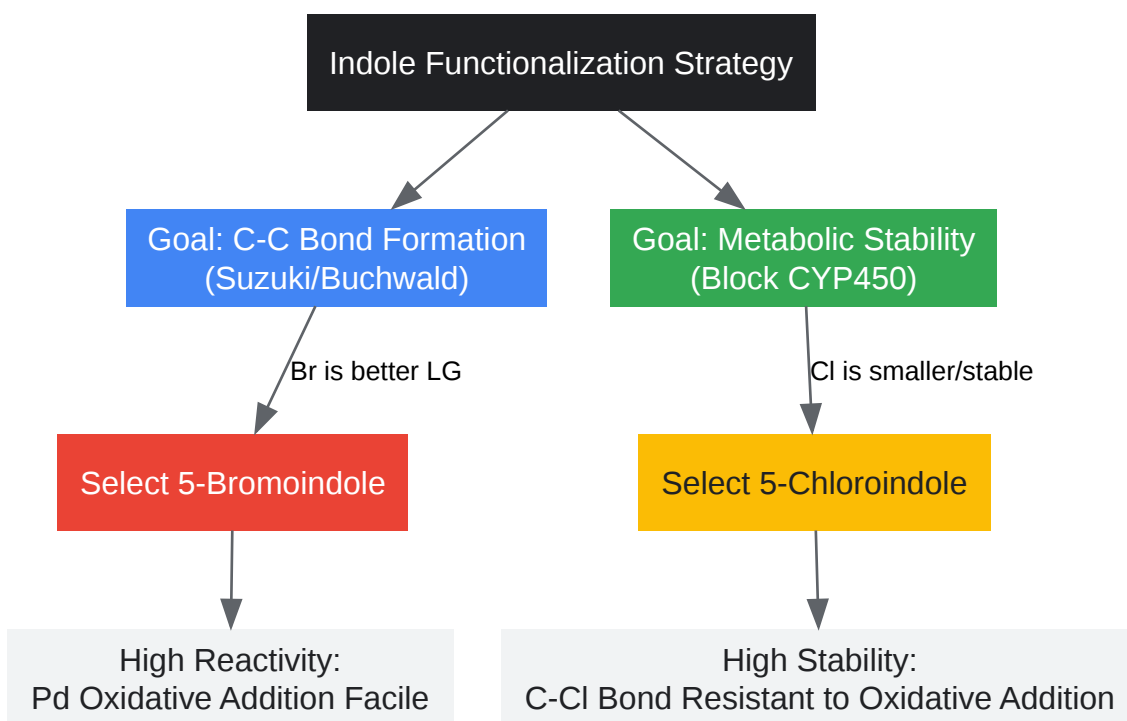 Indole Functionalization Strategy
Goal: C-C Bond Formation
(Suzuki/Buchwald)
Goal: Metabolic Stability
(Block CYP450)
Br is better LG
Cl is smaller/stable
Select 5-Bromoindole
Select 5-Chloroindole
High Reactivity:
Pd Oxidative Addition Facile
High Stability:
C-Cl Bond Resistant to Oxidative Addition